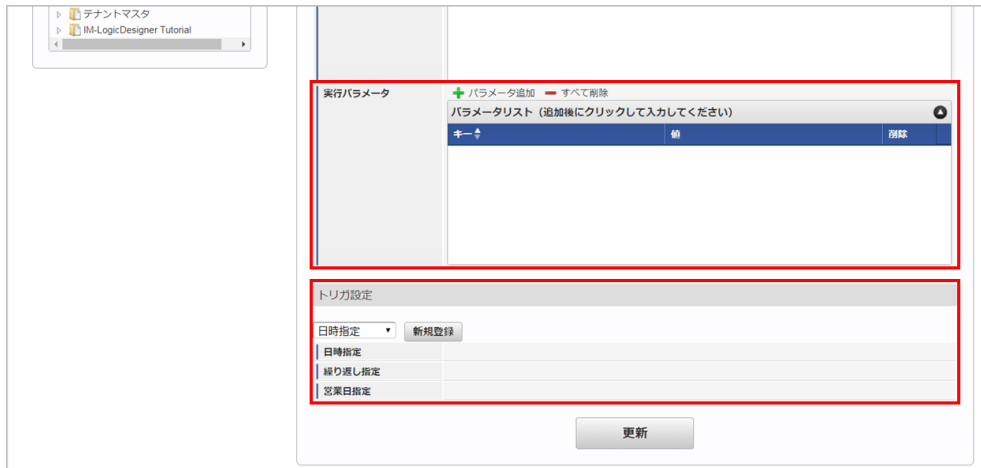 テナントマスタ
IM-LogicDesigner Tutorial
実行パラメータ
パラメータ追加 すべて削除
パラメータリスト（追加後にクリックして入力してください）
キー 値 削除
トリガ設定
日時指定 新規登録
日時指定
繰り返し指定
営業日指定
更新